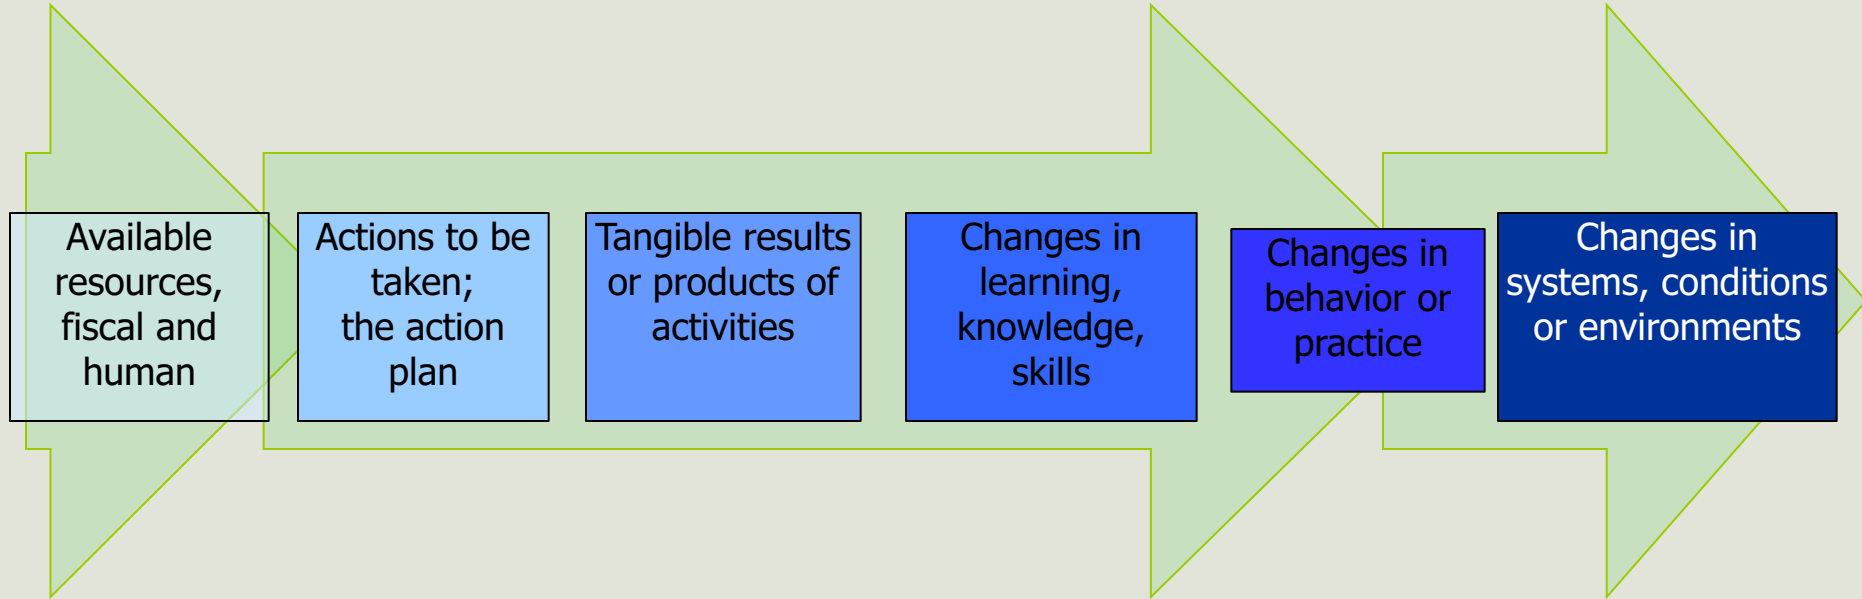 Available
resources,
fiscal and
human
Actions to be
taken;
the action
plan
Tangible results
or products of
activities
Changes in
learning,
knowledge,
skills
Changes in
behavior or
practice
Changes in
systems, conditions
or environments